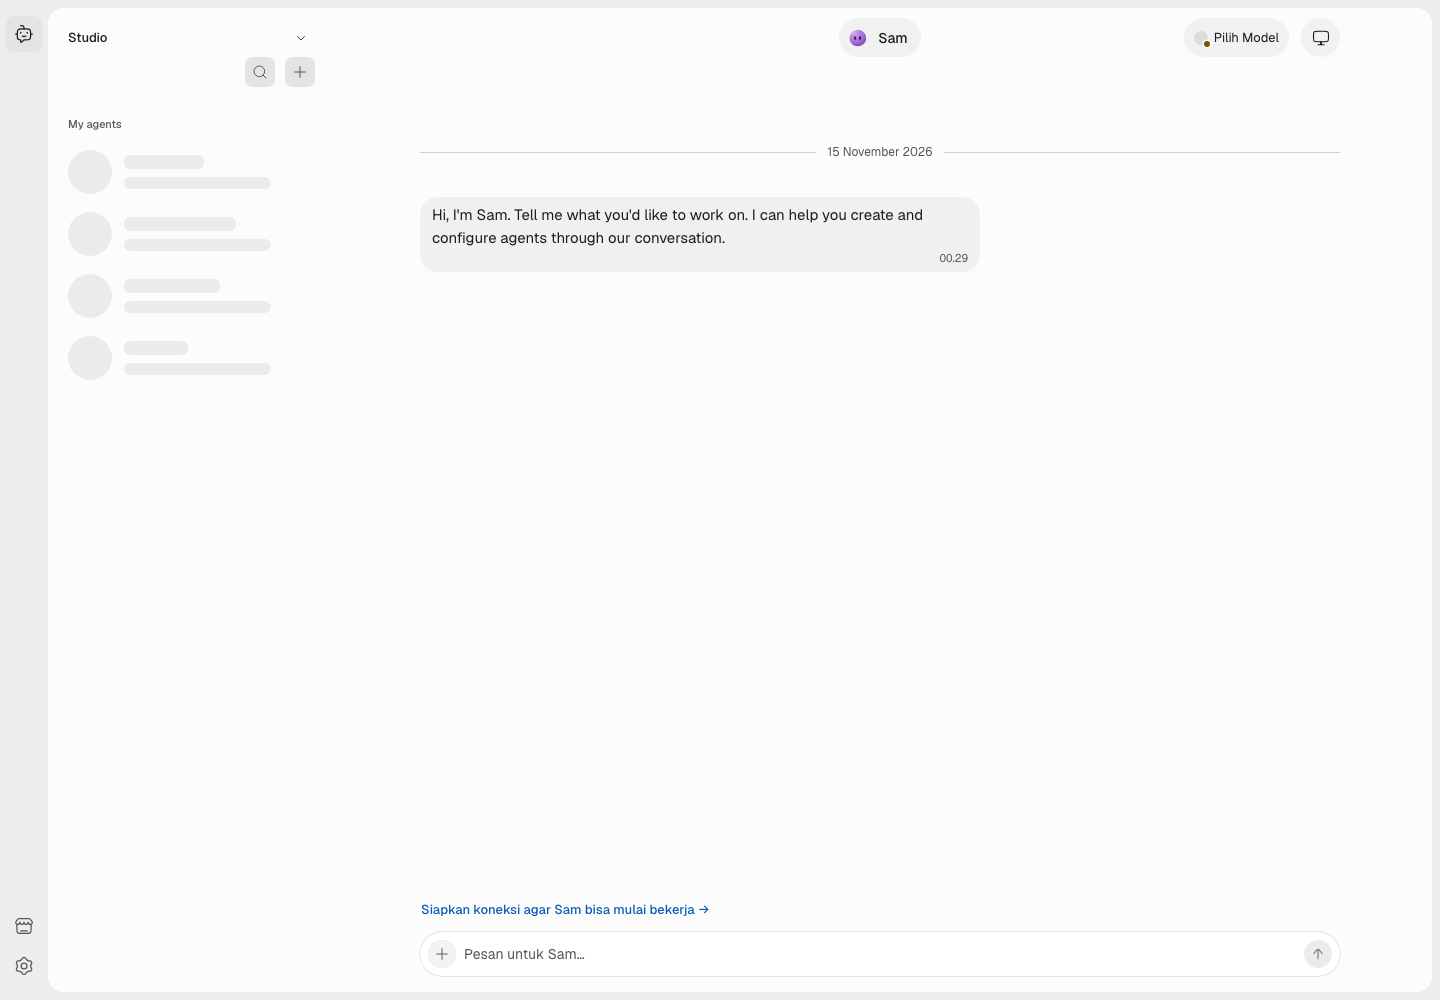 Studio
Sam
Pilih Model
My agents
15 November 2026
Hi, I'm Sam. Tell me what you'd like to work on. I can help you create and
configure agents through our conversation.
00.29
Siapkan koneksi agar Sam bisa mulai bekerja →
Pesan untuk Sam…